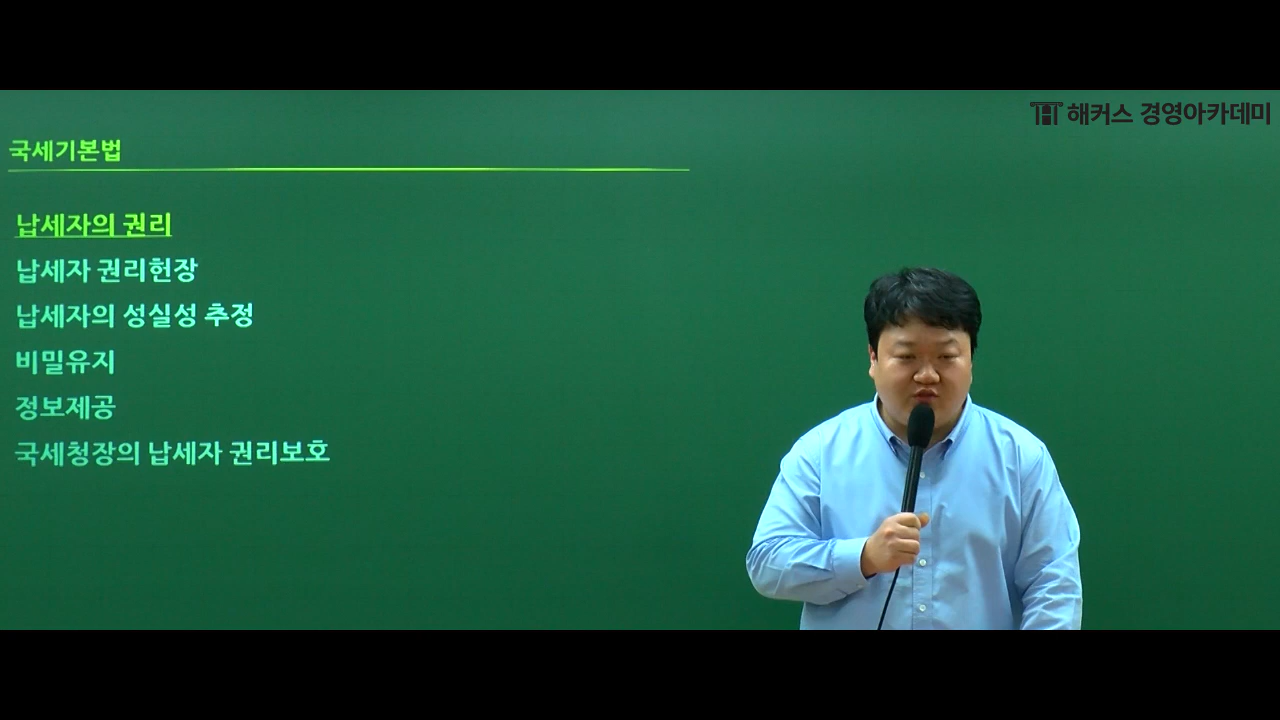 해커스 경영아카데미
국세기본법
납세자의 권리
납세자 권리헌장
납세자의 성실성 추정
비밀유지
정보제공
국세청장의 납세자 권리보호